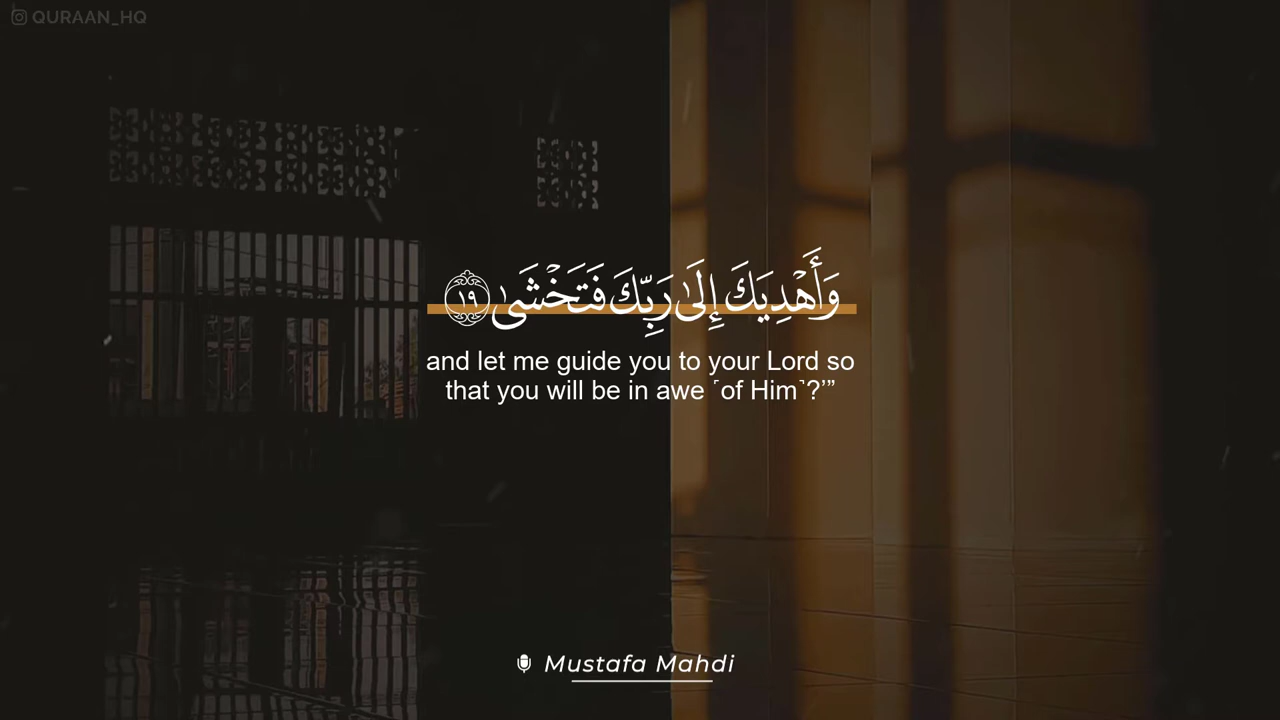 QURAAN_HQ
وَأَهْدِيَكَ إِلَىٰ رَبِّكَ فَتَخْشَىٰ ١٩
and let me guide you to your Lord so
that you will be in awe ˹of Him˺?’”
Mustafa Mahdi